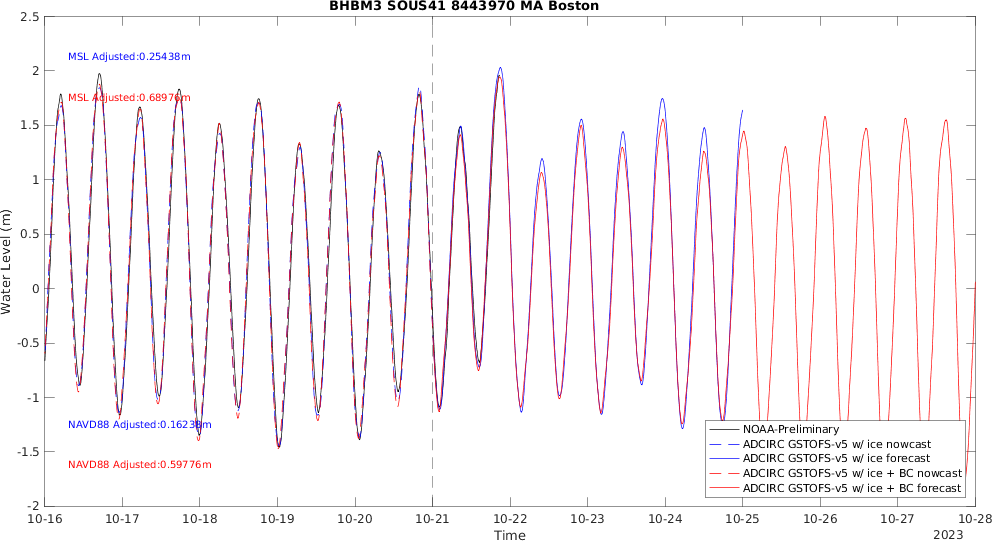 BHBM3 SOUS41 8443970 MA Boston
2.5
2
1.5
1
0.5
0
-0.5
-1
-1.5
-2
Water Level (m)
MSL Adjusted:0.25438m
MSL Adjusted:0.68976m
NAVD88 Adjusted:0.16238m
NAVD88 Adjusted:0.59776m
NOAA-Preliminary
ADCIRC GSTOFS-v5 w/ ice nowcast
ADCIRC GSTOFS-v5 w/ ice forecast
ADCIRC GSTOFS-v5 w/ ice + BC nowcast
ADCIRC GSTOFS-v5 w/ ice + BC forecast
10-16 10-17 10-18 10-19 10-20 10-21 10-22 10-23 10-24 10-25 10-26 10-27 10-28
Time
2023